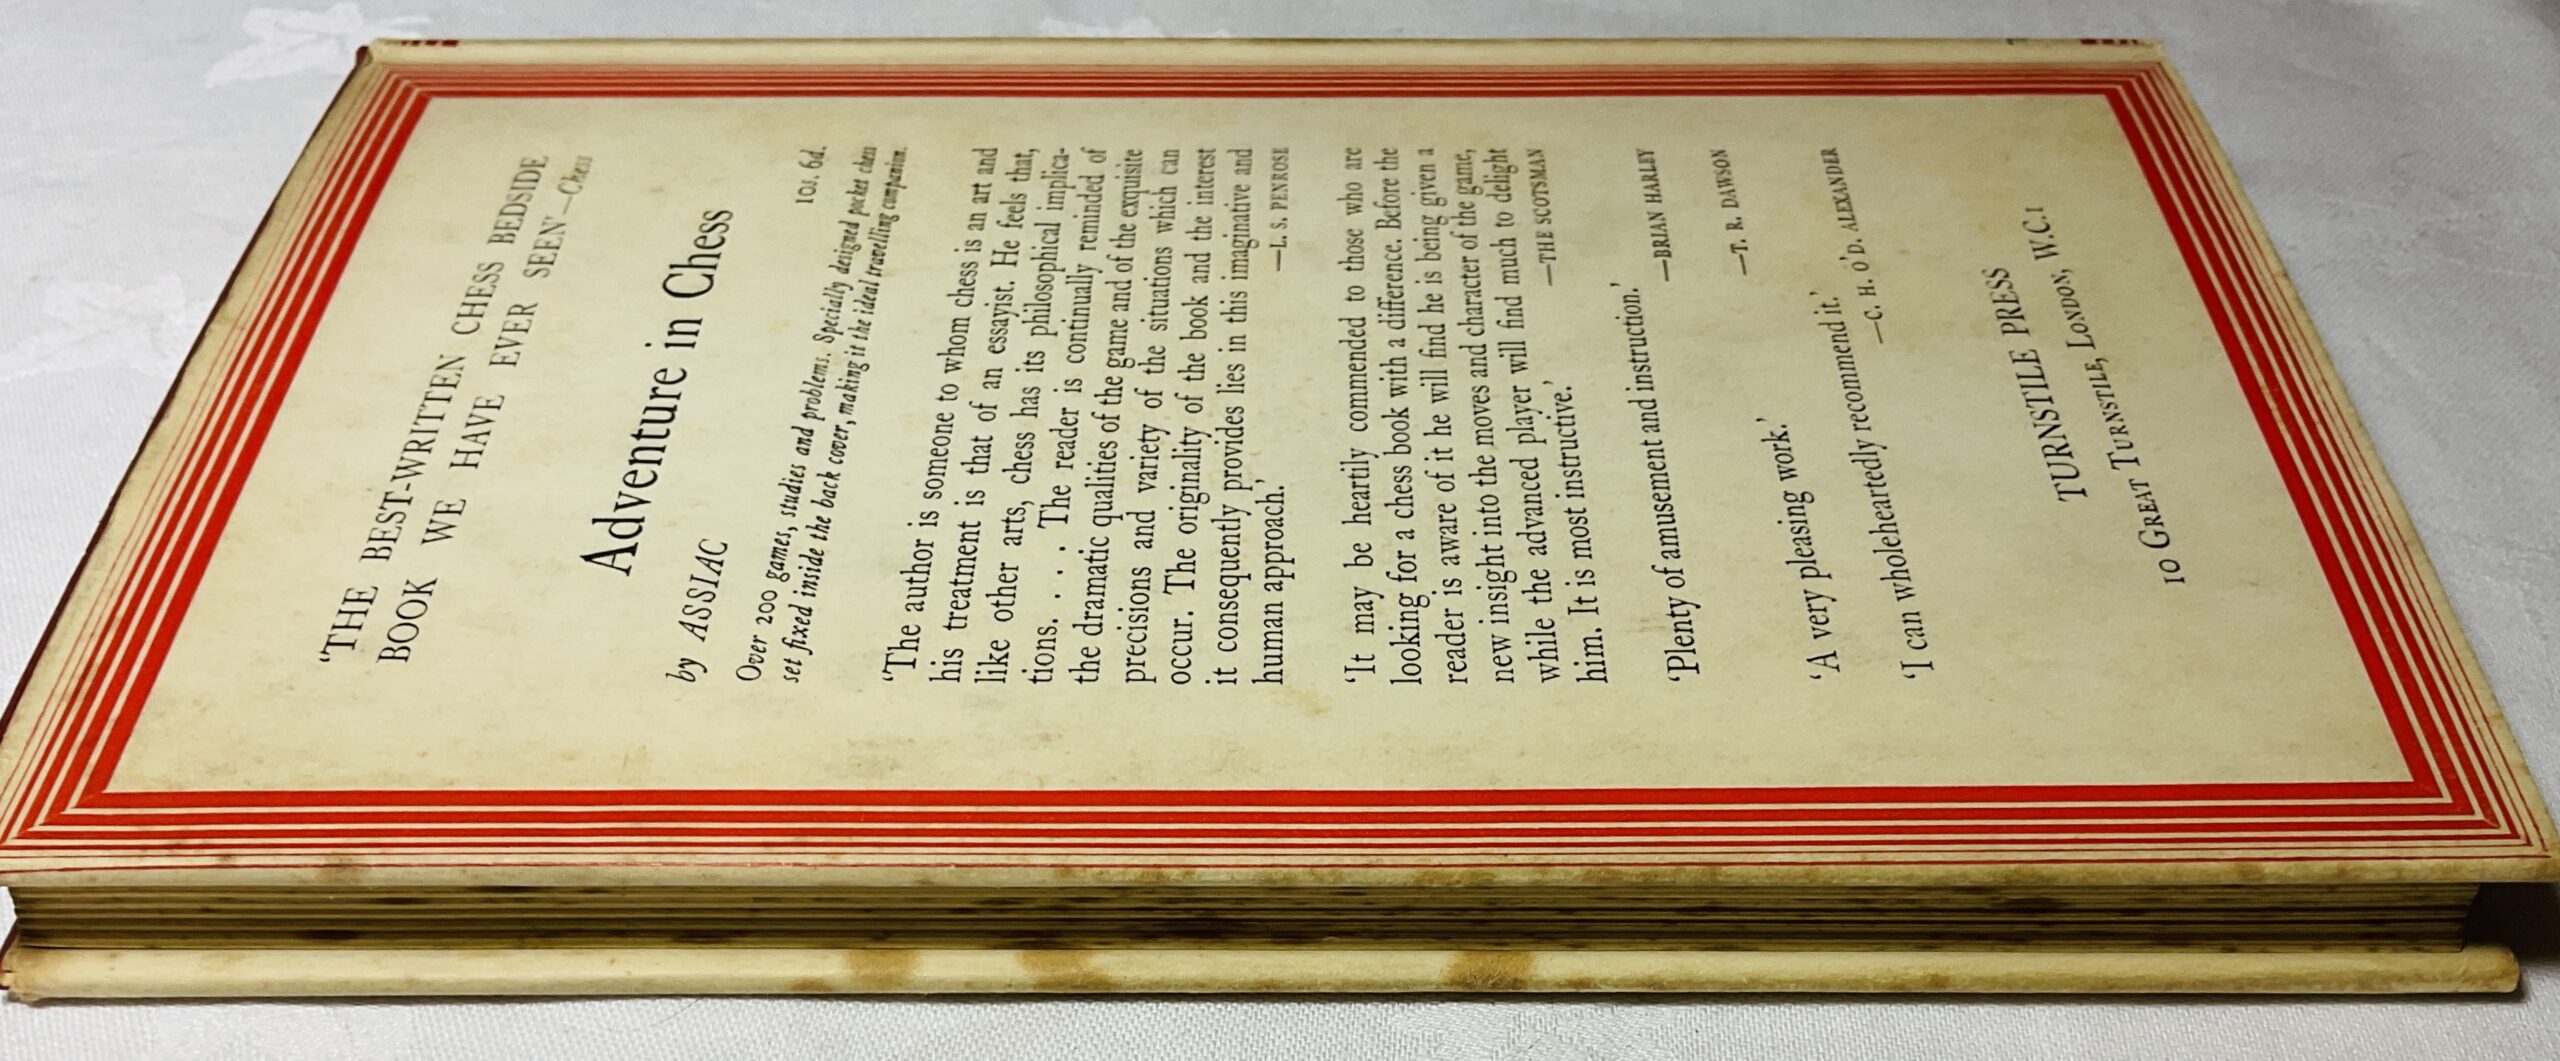 ‘THE BEST-WRITTEN CHESS BEDSIDE
BOOK WE HAVE EVER SEEN’—Chess
Adventure in Chess
by ASSIAC
10s. 6d.
Over 200 games, studies and problems. Specially designed pocket chess
set fixed inside the back cover, making it the ideal travelling companion.
‘The author is someone to whom chess is an art and
his treatment is that of an essayist. He feels that,
like other arts, chess has its philosophical implica-
tions. . . . The reader is continually reminded of
the dramatic qualities of the game and of the exquisite
precisions and variety of the situations which can
occur. The originality of the book and the interest
it consequently provides lies in this imaginative and
human approach.’
—L. S. PENROSE
‘It may be heartily commended to those who are
looking for a chess book with a difference. Before the
reader is aware of it he will find he is being given a
new insight into the moves and character of the game,
while the advanced player will find much to delight
him. It is most instructive.’
—THE SCOTSMAN
‘Plenty of amusement and instruction.’
—BRIAN HARLEY
‘A very pleasing work.’
—T. R. DAWSON
‘I can wholeheartedly recommend it.’
—C. H. O’D. ALEXANDER
TURNSTILE PRESS
10 GREAT TURNSTILE, LONDON, W.C.1